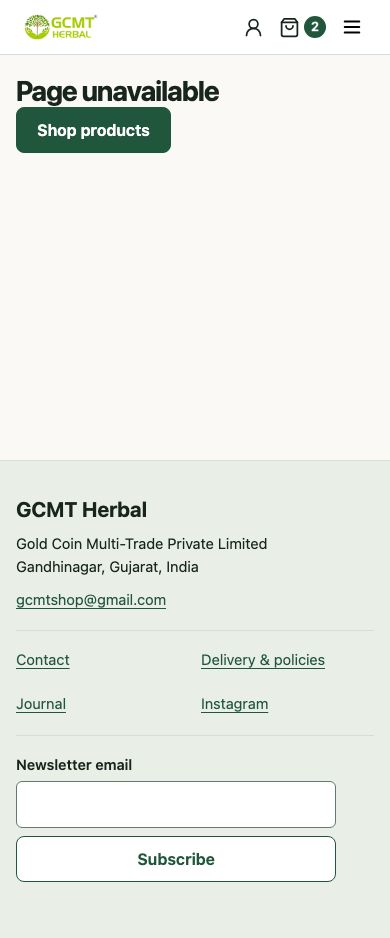 GCMT
HERBAL
2
Page unavailable
Shop products
GCMT Herbal
Gold Coin Multi-Trade Private Limited
Gandhinagar, Gujarat, India
gcmtshop@gmail.com
Contact
Delivery & policies
Journal
Instagram
Newsletter email
Subscribe